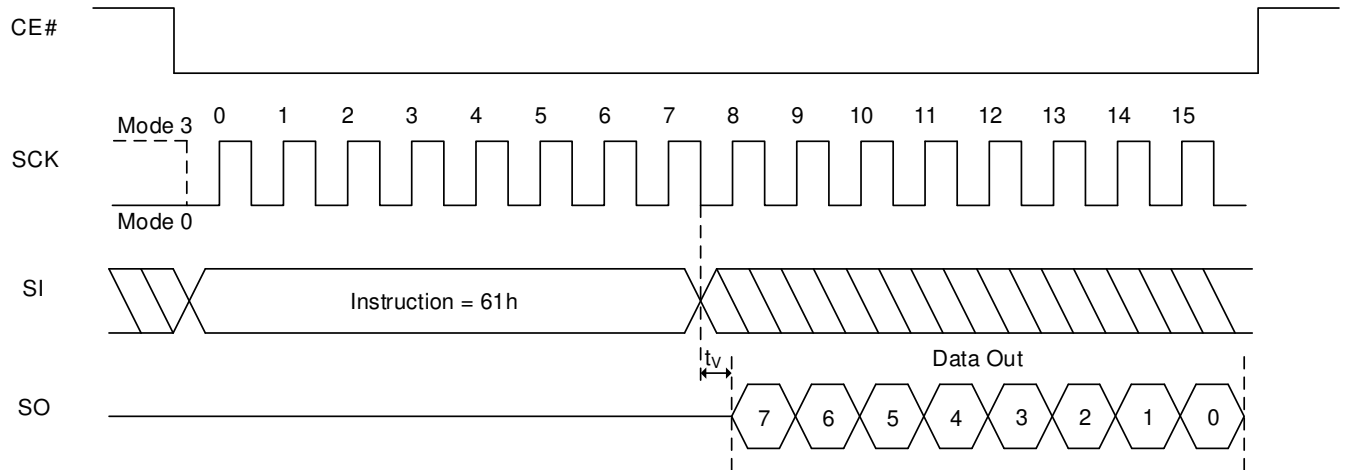 CE#
Mode 3
0 1 2 3 4 5 6 7 8 9 10 11 12 13 14 15
SCK
Mode 0
SI
Instruction = 61h
tV
Data Out
SO
7 6 5 4 3 2 1 0